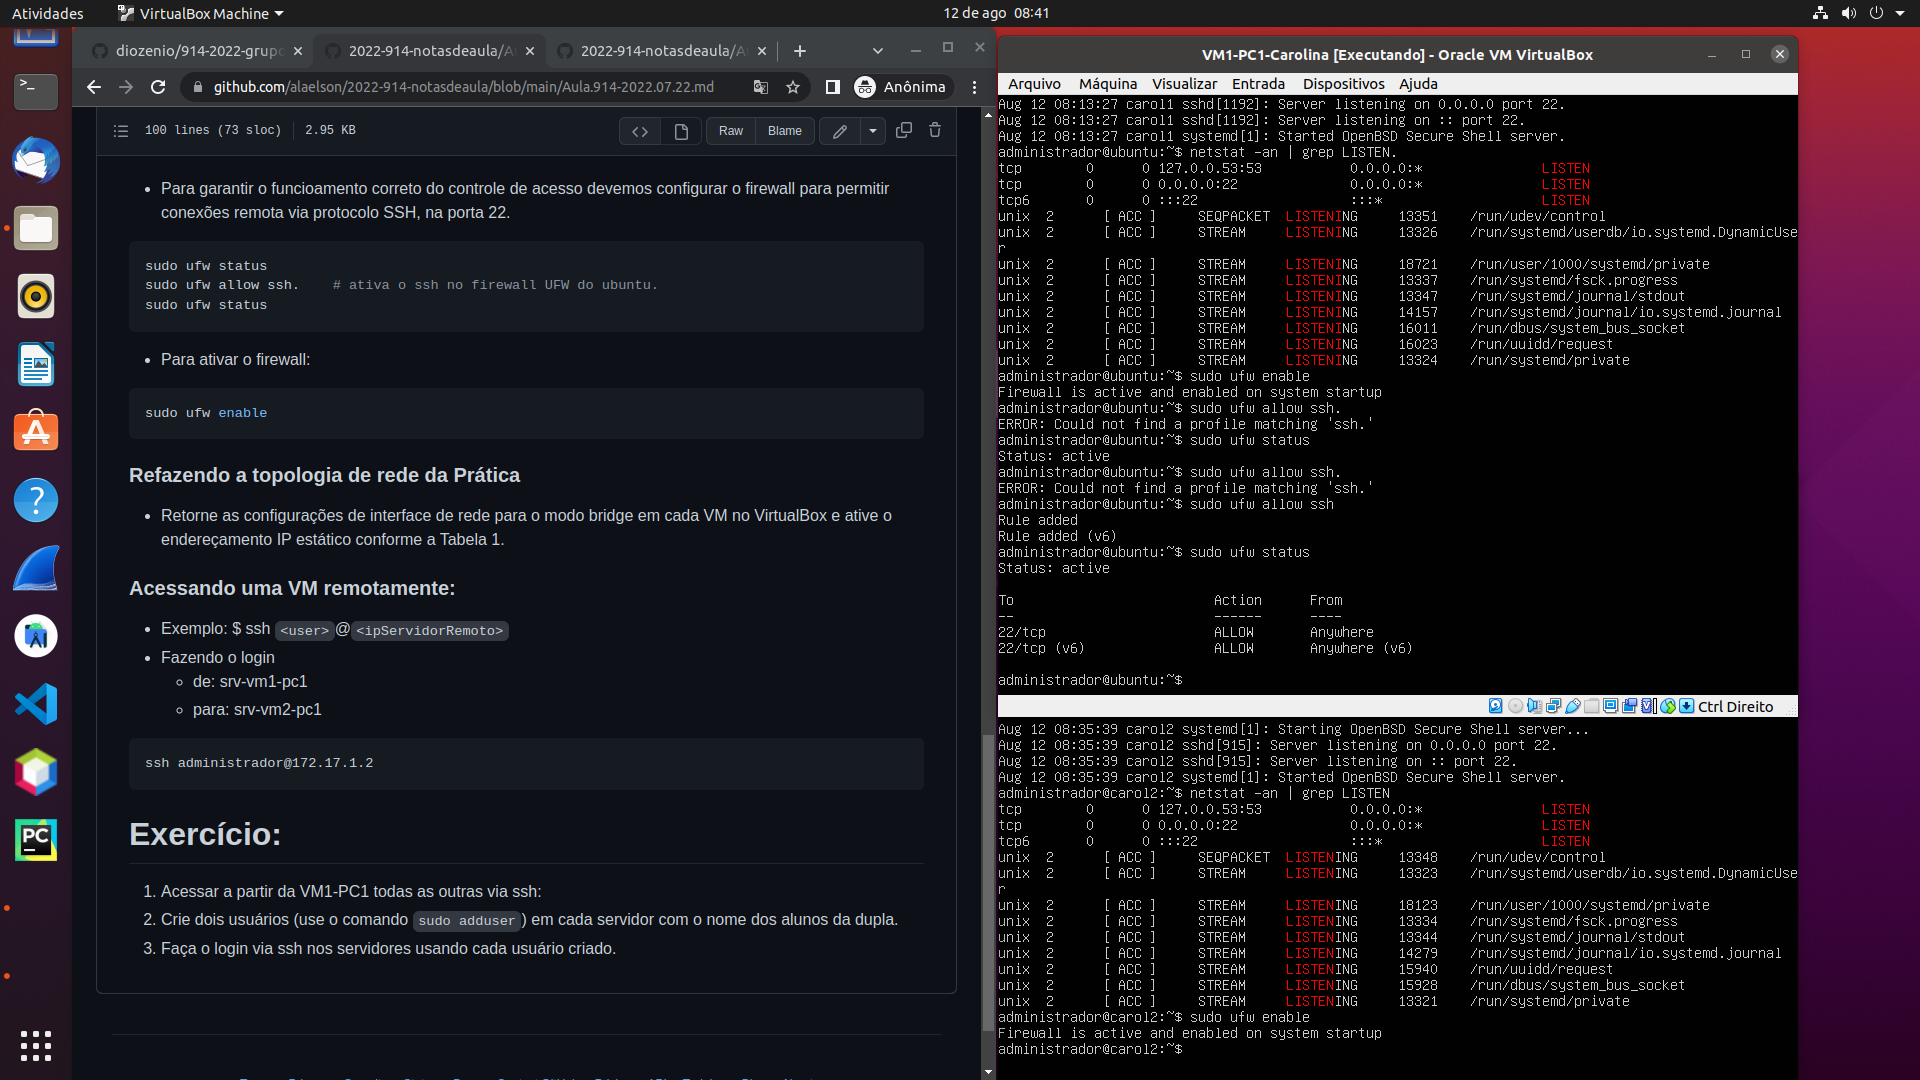 Atividades
VirtualBox Machine
12 de ago  08:41
diozenio/914-2022-grup
2022-914-notasdeaula/A
2022-914-notasdeaula/A
github.com/alaelson/2022-914-notasdeaula/blob/main/Aula.914-2022.07.22.md
Anônima
100 lines (73 sloc)
2.95 KB
Raw
Blame
Para garantir o funcioamento correto do controle de acesso devemos configurar o firewall para permitir
conexões remota via protocolo SSH, na porta 22.
sudo ufw status
sudo ufw allow ssh.    # ativa o ssh no firewall UFW do ubuntu.
sudo ufw status
Para ativar o firewall:
sudo ufw enable
Refazendo a topologia de rede da Prática
Retorne as configurações de interface de rede para o modo bridge em cada VM no VirtualBox e ative o
endereçamento IP estático conforme a Tabela 1.
Acessando uma VM remotamente:
Exemplo: $ ssh <user>@<ipServidorRemoto>
Fazendo o login
de: srv-vm1-pc1
para: srv-vm2-pc1
ssh administrador@172.17.1.2
Exercício:
1. Acessar a partir da VM1-PC1 todas as outras via ssh:
2. Crie dois usuários (use o comando sudo adduser) em cada servidor com o nome dos alunos da dupla.
3. Faça o login via ssh nos servidores usando cada usuário criado.
VM1-PC1-Carolina [Executando] - Oracle VM VirtualBox
Arquivo Máquina Visualizar Entrada Dispositivos Ajuda
Aug 12 08:13:27 carol1 sshd[1192]: Server listening on 0.0.0.0 port 22.
Aug 12 08:13:27 carol1 sshd[1192]: Server listening on :: port 22.
Aug 12 08:13:27 carol1 systemd[1]: Started OpenBSD Secure Shell server.
administrador@ubuntu:~$ netstat -an | grep LISTEN.
tcp        0      0 127.0.0.53:53           0.0.0.0:*               LISTEN
tcp        0      0 0.0.0.0:22              0.0.0.0:*               LISTEN
tcp6       0      0 :::22                   :::*                    LISTEN
unix  2      [ ACC ]     SEQPACKET  LISTENING     13351    /run/udev/control
unix  2      [ ACC ]     STREAM     LISTENING     13326    /run/systemd/userdb/io.systemd.DynamicUse
r
unix  2      [ ACC ]     STREAM     LISTENING     18721    /run/user/1000/systemd/private
unix  2      [ ACC ]     STREAM     LISTENING     13337    /run/systemd/fsck.progress
unix  2      [ ACC ]     STREAM     LISTENING     13347    /run/systemd/journal/stdout
unix  2      [ ACC ]     STREAM     LISTENING     14157    /run/systemd/journal/io.systemd.journal
unix  2      [ ACC ]     STREAM     LISTENING     16011    /run/dbus/system_bus_socket
unix  2      [ ACC ]     STREAM     LISTENING     16023    /run/uuidd/request
unix  2      [ ACC ]     STREAM     LISTENING     13324    /run/systemd/private
administrador@ubuntu:~$ sudo ufw enable
Firewall is active and enabled on system startup
administrador@ubuntu:~$ sudo ufw allow ssh.
ERROR: Could not find a profile matching 'ssh.'
administrador@ubuntu:~$ sudo ufw status
Status: active
administrador@ubuntu:~$ sudo ufw allow ssh.
ERROR: Could not find a profile matching 'ssh.'
administrador@ubuntu:~$ sudo ufw allow ssh
Rule added
Rule added (v6)
administrador@ubuntu:~$ sudo ufw status
Status: active
To                         Action      From
--                         ------      ----
22/tcp                     ALLOW       Anywhere
22/tcp (v6)                ALLOW       Anywhere (v6)
administrador@ubuntu:~$
Ctrl Direito
Aug 12 08:35:39 carol2 systemd[1]: Starting OpenBSD Secure Shell server...
Aug 12 08:35:39 carol2 sshd[915]: Server listening on 0.0.0.0 port 22.
Aug 12 08:35:39 carol2 sshd[915]: Server listening on :: port 22.
Aug 12 08:35:39 carol2 systemd[1]: Started OpenBSD Secure Shell server.
administrador@carol2:~$ netstat -an | grep LISTEN
tcp        0      0 127.0.0.53:53           0.0.0.0:*               LISTEN
tcp        0      0 0.0.0.0:22              0.0.0.0:*               LISTEN
tcp6       0      0 :::22                   :::*                    LISTEN
unix  2      [ ACC ]     SEQPACKET  LISTENING     13348    /run/udev/control
unix  2      [ ACC ]     STREAM     LISTENING     13323    /run/systemd/userdb/io.systemd.DynamicUse
r
unix  2      [ ACC ]     STREAM     LISTENING     18123    /run/user/1000/systemd/private
unix  2      [ ACC ]     STREAM     LISTENING     13334    /run/systemd/fsck.progress
unix  2      [ ACC ]     STREAM     LISTENING     13344    /run/systemd/journal/stdout
unix  2      [ ACC ]     STREAM     LISTENING     14279    /run/systemd/journal/io.systemd.journal
unix  2      [ ACC ]     STREAM     LISTENING     15940    /run/uuidd/request
unix  2      [ ACC ]     STREAM     LISTENING     15928    /run/dbus/system_bus_socket
unix  2      [ ACC ]     STREAM     LISTENING     13321    /run/systemd/private
administrador@carol2:~$ sudo ufw enable
Firewall is active and enabled on system startup
administrador@carol2:~$